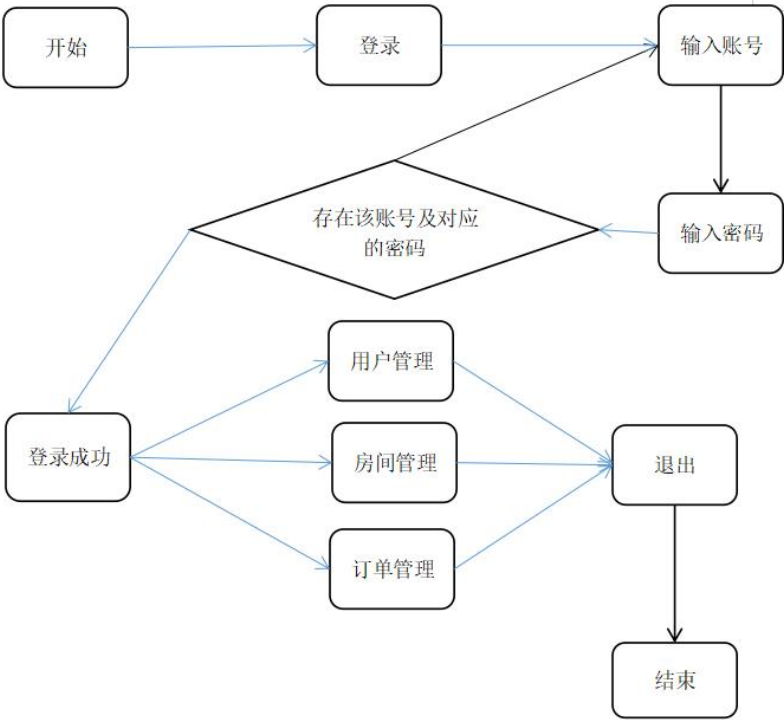 开始
登录
输入账号
存在该账号及对应
的密码
输入密码
用户管理
登录成功
房间管理
退出
订单管理
结束